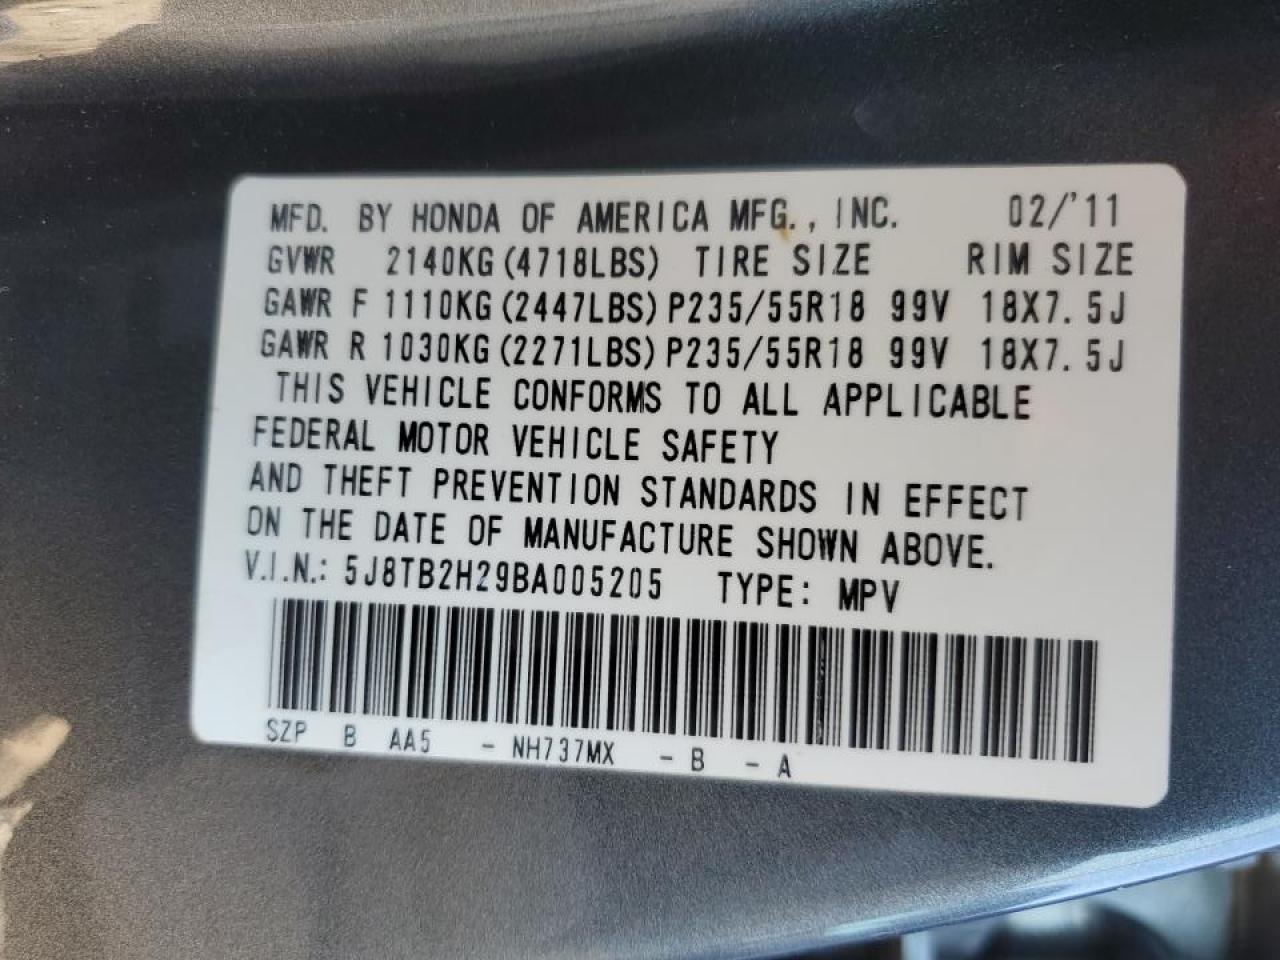 MFD. BY HONDA OF AMERICA MFG., INC. 02/'11
GVWR 2140KG(4718LBS) TIRE SIZE RIM SIZE
GAWR F 1110KG(2447LBS) P235/55R18 99V 18X7.5J
GAWR R 1030KG(2271LBS) P235/55R18 99V 18X7.5J
THIS VEHICLE CONFORMS TO ALL APPLICABLE
FEDERAL MOTOR VEHICLE SAFETY
AND THEFT PREVENTION STANDARDS IN EFFECT
ON THE DATE OF MANUFACTURE SHOWN ABOVE.
V.I.N.: 5J8TB2H29BA005205 TYPE: MPV
SZP B AA5 - NH737MX - B - A